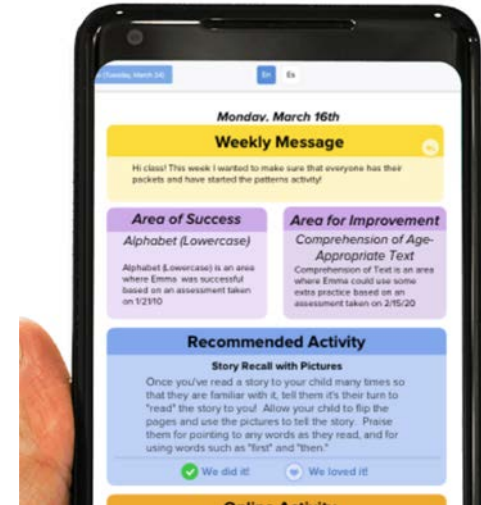 (Tuesday, March 24)
En
Es
Monday, March 16th
Weekly Message
Hi class! This week I wanted to make sure that everyone has their
packets and have started the patterns activity!
Area of Success
Alphabet (Lowercase)
Alphabet (Lowercase) is an area
where Emma was successful
based on an assessment taken
on 1/21/10
Area for Improvement
Comprehension of Age-
Appropriate Text
Comprehension of Text is an area
where Emma could use some
extra practice based on an
assessment taken on 2/15/20
Recommended Activity
Story Recall with Pictures
Once you've read a story to your child many times so
that they are familiar with it, tell them it's their turn to
"read" the story to you! Allow your child to flip the
pages and use the pictures to tell the story. Praise
them for pointing to any words as they read, and for
using words such as "first" and "then."
We did it!
We loved it!
Online Activity